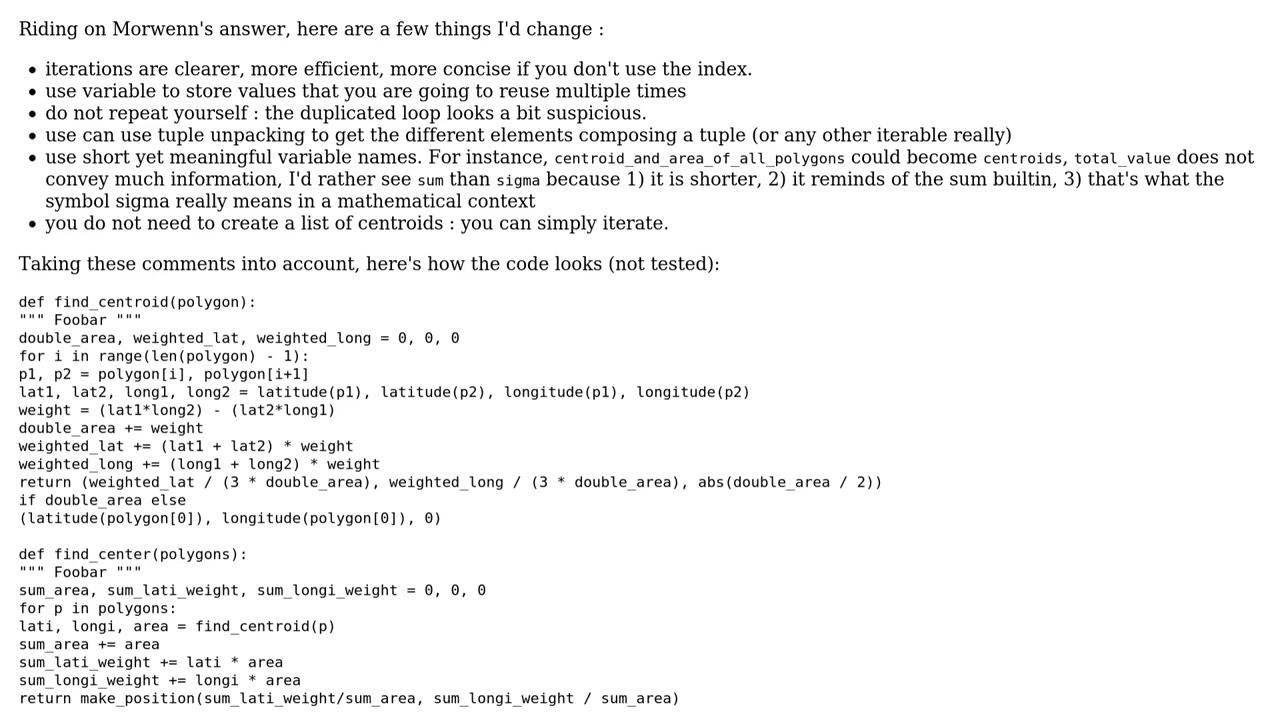 Riding on Morwenn's answer, here are a few things I'd change :
• iterations are clearer, more efficient, more concise if you don't use the index.
• use variable to store values that you are going to reuse multiple times
• do not repeat yourself : the duplicated loop looks a bit suspicious.
• use can use tuple unpacking to get the different elements composing a tuple (or any other iterable really)
• use short yet meaningful variable names. For instance, centroid_and_area_of_all_polygons could become centroids, total_value does not
convey much information, I'd rather see sum than sigma because 1) it is shorter, 2) it reminds of the sum builtin, 3) that's what the
symbol sigma really means in a mathematical context
• you do not need to create a list of centroids : you can simply iterate.
Taking these comments into account, here's how the code looks (not tested):
def find_centroid(polygon):
""" Foobar """
double_area, weighted_lat, weighted_long = 0, 0, 0
for i in range(len(polygon) - 1):
p1, p2 = polygon[i], polygon[i+1]
lat1, lat2, long1, long2 = latitude(p1), latitude(p2), longitude(p1), longitude(p2)
weight = (lat1*long2) - (lat2*long1)
double_area += weight
weighted_lat += (lat1 + lat2) * weight
weighted_long += (long1 + long2) * weight
return (weighted_lat / (3 * double_area), weighted_long / (3 * double_area), abs(double_area / 2))
if double_area else
(latitude(polygon[0]), longitude(polygon[0]), 0)
def find_center(polygons):
""" Foobar """
sum_area, sum_lati_weight, sum_longi_weight = 0, 0, 0
for p in polygons:
lati, longi, area = find_centroid(p)
sum_area += area
sum_lati_weight += lati * area
sum_longi_weight += longi * area
return make_position(sum_lati_weight/sum_area, sum_longi_weight / sum_area)